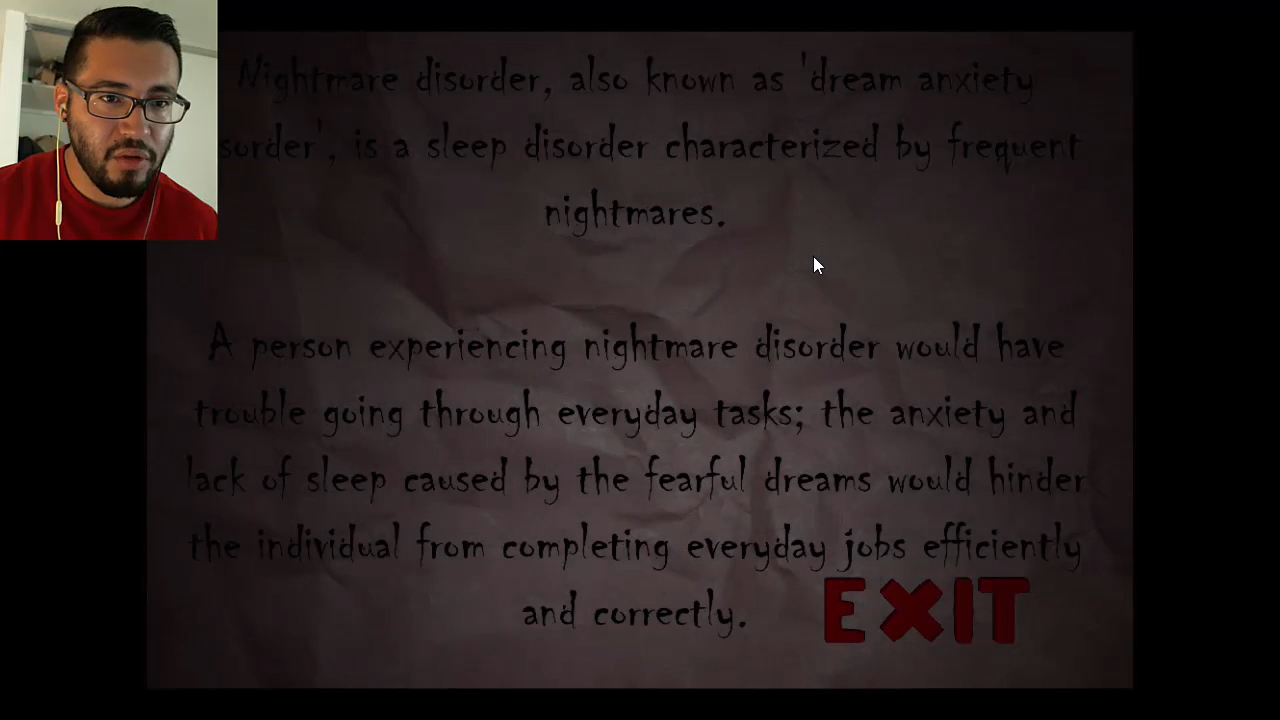 Nightmare disorder, also known as 'dream anxiety
sorder', is a sleep disorder characterized by frequent
nightmares.
A person experiencing nightmare disorder would have
trouble going through everyday tasks; the anxiety and
lack of sleep caused by the fearful dreams would hinder
the individual from completing everyday jobs efficiently
and correctly.
EXIT